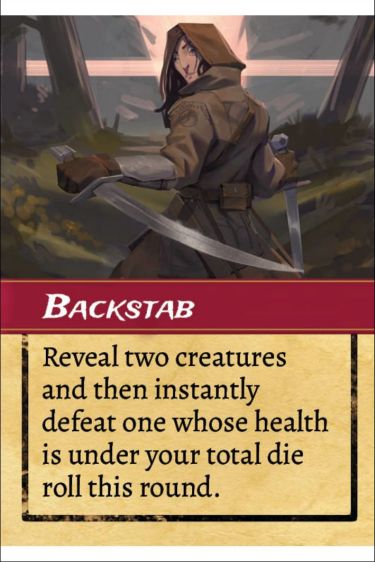 Backstab
Reveal two creatures
and then instantly
defeat one whose health
is under your total die
roll this round.